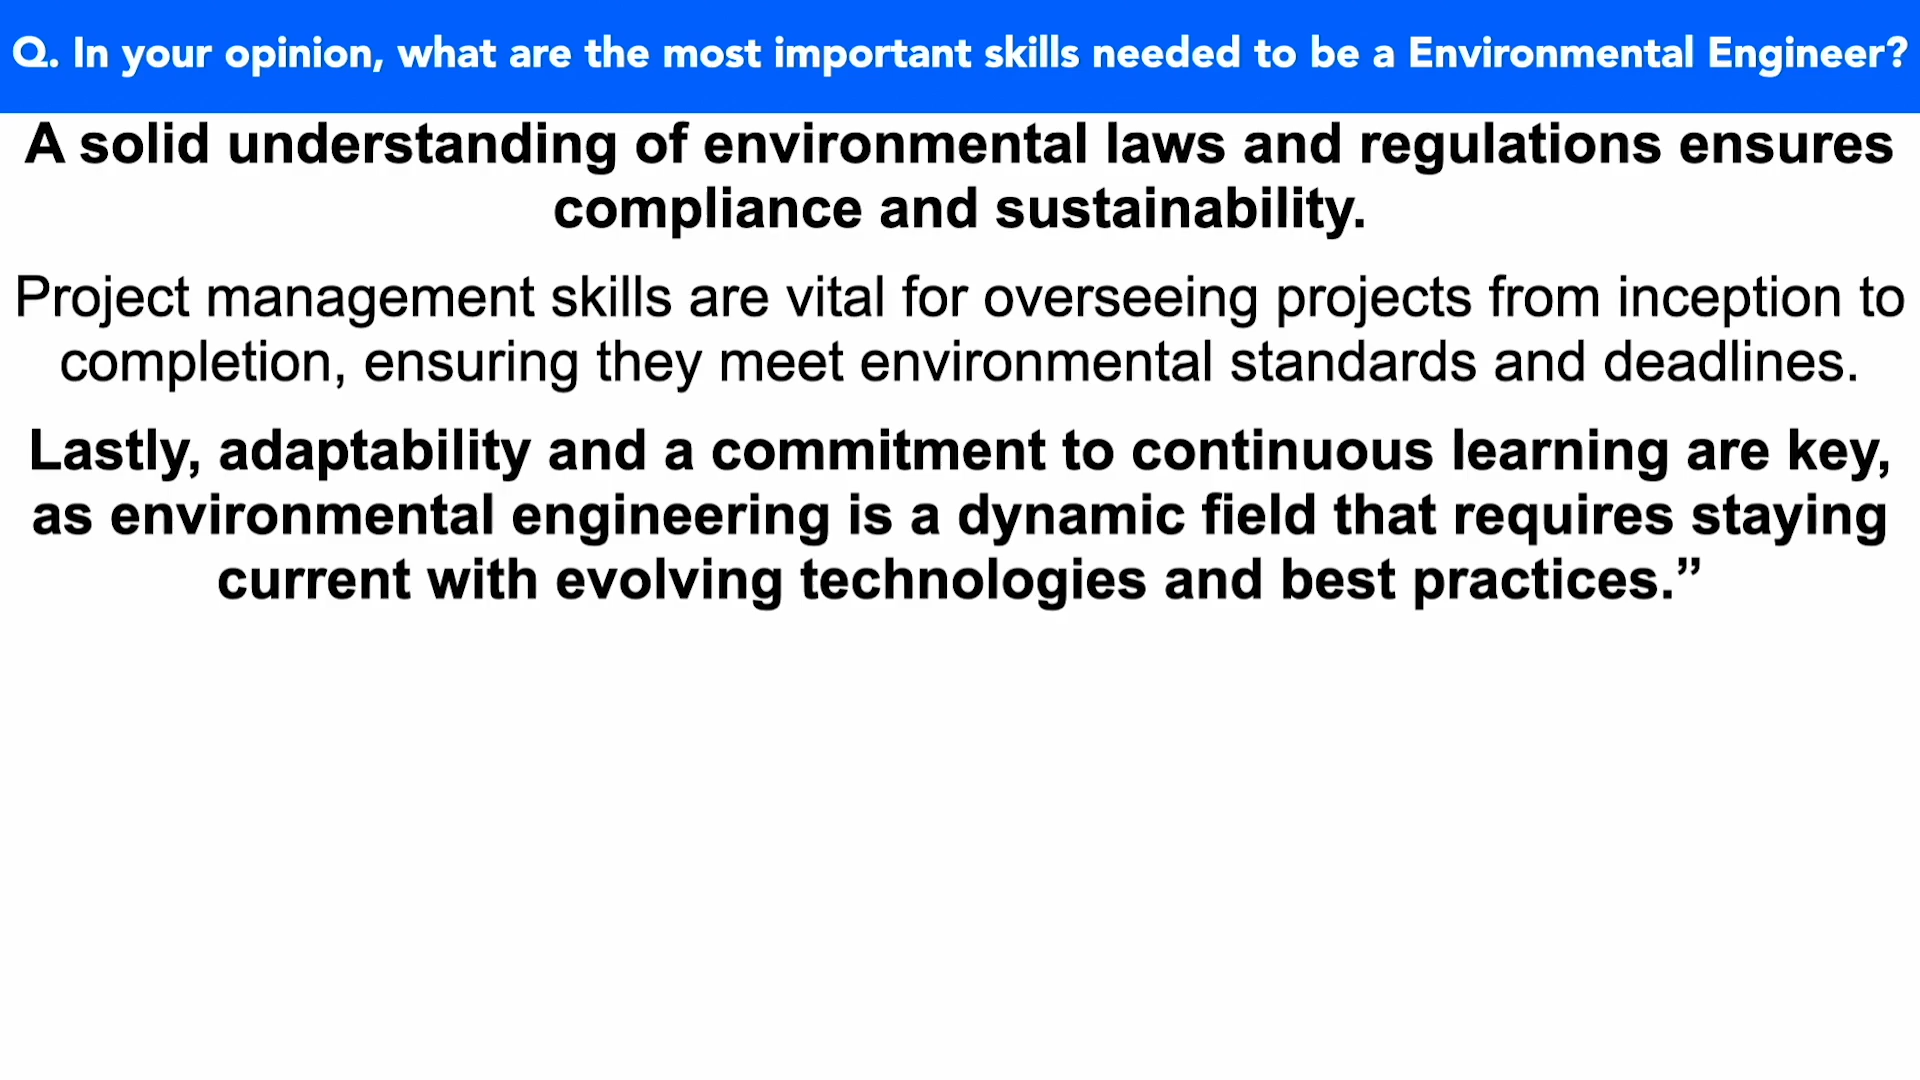 Q. In your opinion, what are the most important skills needed to be a Environmental Engineer?
A solid understanding of environmental laws and regulations ensures
compliance and sustainability.
Project management skills are vital for overseeing projects from inception to
completion, ensuring they meet environmental standards and deadlines.
Lastly, adaptability and a commitment to continuous learning are key,
as environmental engineering is a dynamic field that requires staying
current with evolving technologies and best practices.”